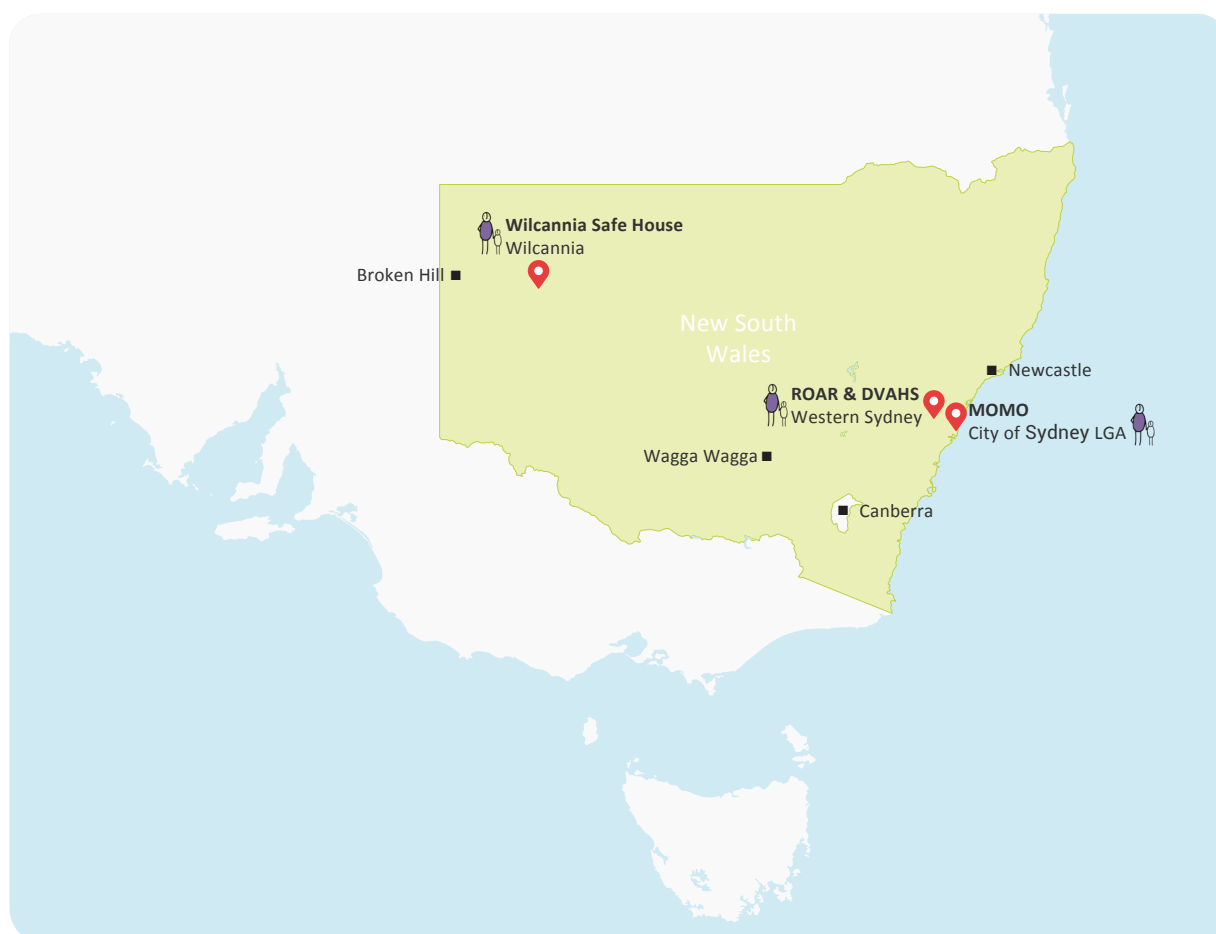 Wilcannia Safe House
Wilcannia
Broken Hill
New South
Wales
Newcastle
ROAR & DVAHS
Western Sydney
MOMO
City of Sydney LGA
Wagga Wagga
Canberra